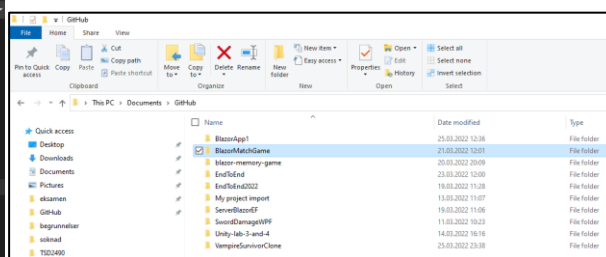 GitHub
File Home Share View
Pin to Quick access
Copy
Paste
Cut
Copy path
Paste shortcut
Clipboard
Move to
Copy to
Delete
Rename
Organize
New folder
New item
Easy access
New
Properties
Open
Edit
History
Open
Select all
Select none
Invert selection
Select
This PC > Documents > GitHub
Quick access
Desktop
Downloads
Documents
Pictures
eksamen
GitHub
begrunnelser
soknad
TSD2490
Name Date modified Type
BlazorApp1 25.03.2022 12:36 File folder
BlazorMatchGame 21.03.2022 12:01 File folder
blazor-memory-game 20.03.2022 20:09 File folder
EndToEnd 23.03.2022 12:00 File folder
EndToEnd2022 19.03.2022 11:28 File folder
My project import 13.03.2022 11:07 File folder
ServerBlazorEF 19.03.2022 11:06 File folder
SwordDamageWPF 11.03.2022 10:23 File folder
Unity-lab-3-and-4 14.03.2022 16:16 File folder
VampireSurvivorClone 25.03.2022 23:38 File folder